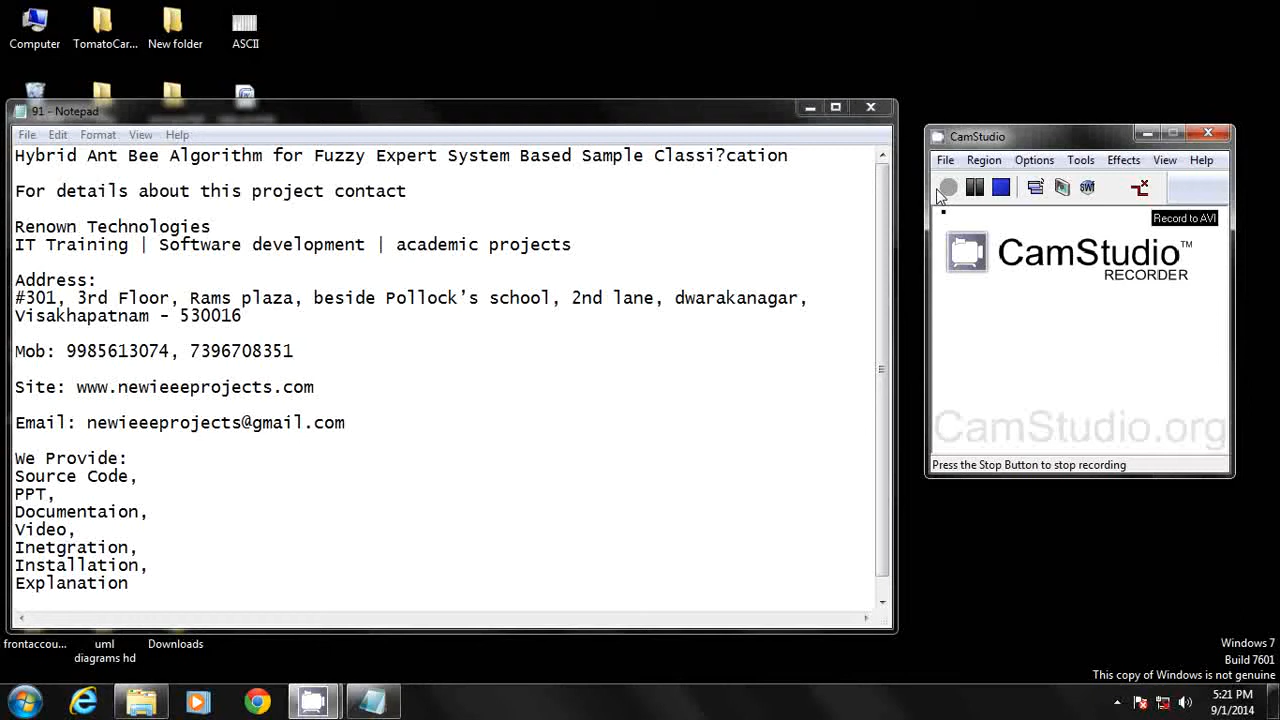 Computer
TomatoCar...
New folder
ASCII
91 - Notepad
File Edit Format View Help
Hybrid Ant Bee Algorithm for Fuzzy Expert System Based Sample Classi?cation
For details about this project contact
Renown Technologies
IT Training | Software development | academic projects
Address:
#301, 3rd Floor, Rams plaza, beside Pollock’s school, 2nd lane, dwarakanagar,
Visakhapatnam - 530016
Mob: 9985613074, 7396708351
Site: www.newieeeprojects.com
Email: newieeeprojects@gmail.com
We Provide:
Source Code,
PPT,
Documentaion,
Video,
Inetgration,
Installation,
Explanation
CamStudio
File Region Options Tools Effects View Help
SWF
Record to AVI
CamStudio™
RECORDER
CamStudio.org
Press the Stop Button to stop recording
frontaccou...
uml
diagrams hd
Downloads
Windows 7
Build 7601
This copy of Windows is not genuine
5:21 PM
9/1/2014